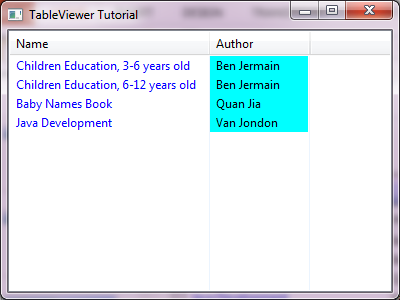 TableViewer Tutorial
Name Author
Children Education, 3-6 years old Ben Jermain
Children Education, 6-12 years old Ben Jermain
Baby Names Book Quan Jia
Java Development Van Jondon